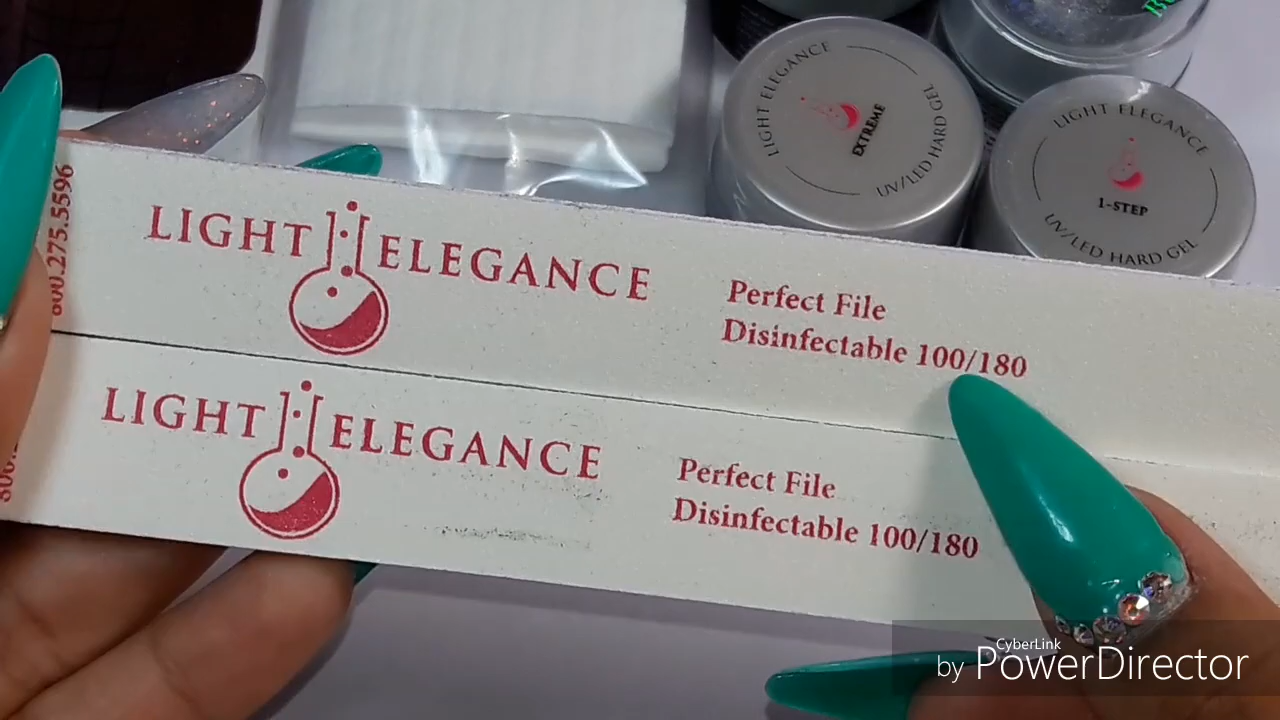 LIGHT ELEGANCE
EXTREME
UV/LED HARD GEL
LIGHT ELEGANCE
1-STEP
UV/LED HARD GEL
800.275.5596
LIGHT ELEGANCE
Perfect File
Disinfectable 100/180
LIGHT ELEGANCE
Perfect File
Disinfectable 100/180
CyberLink
by PowerDirector